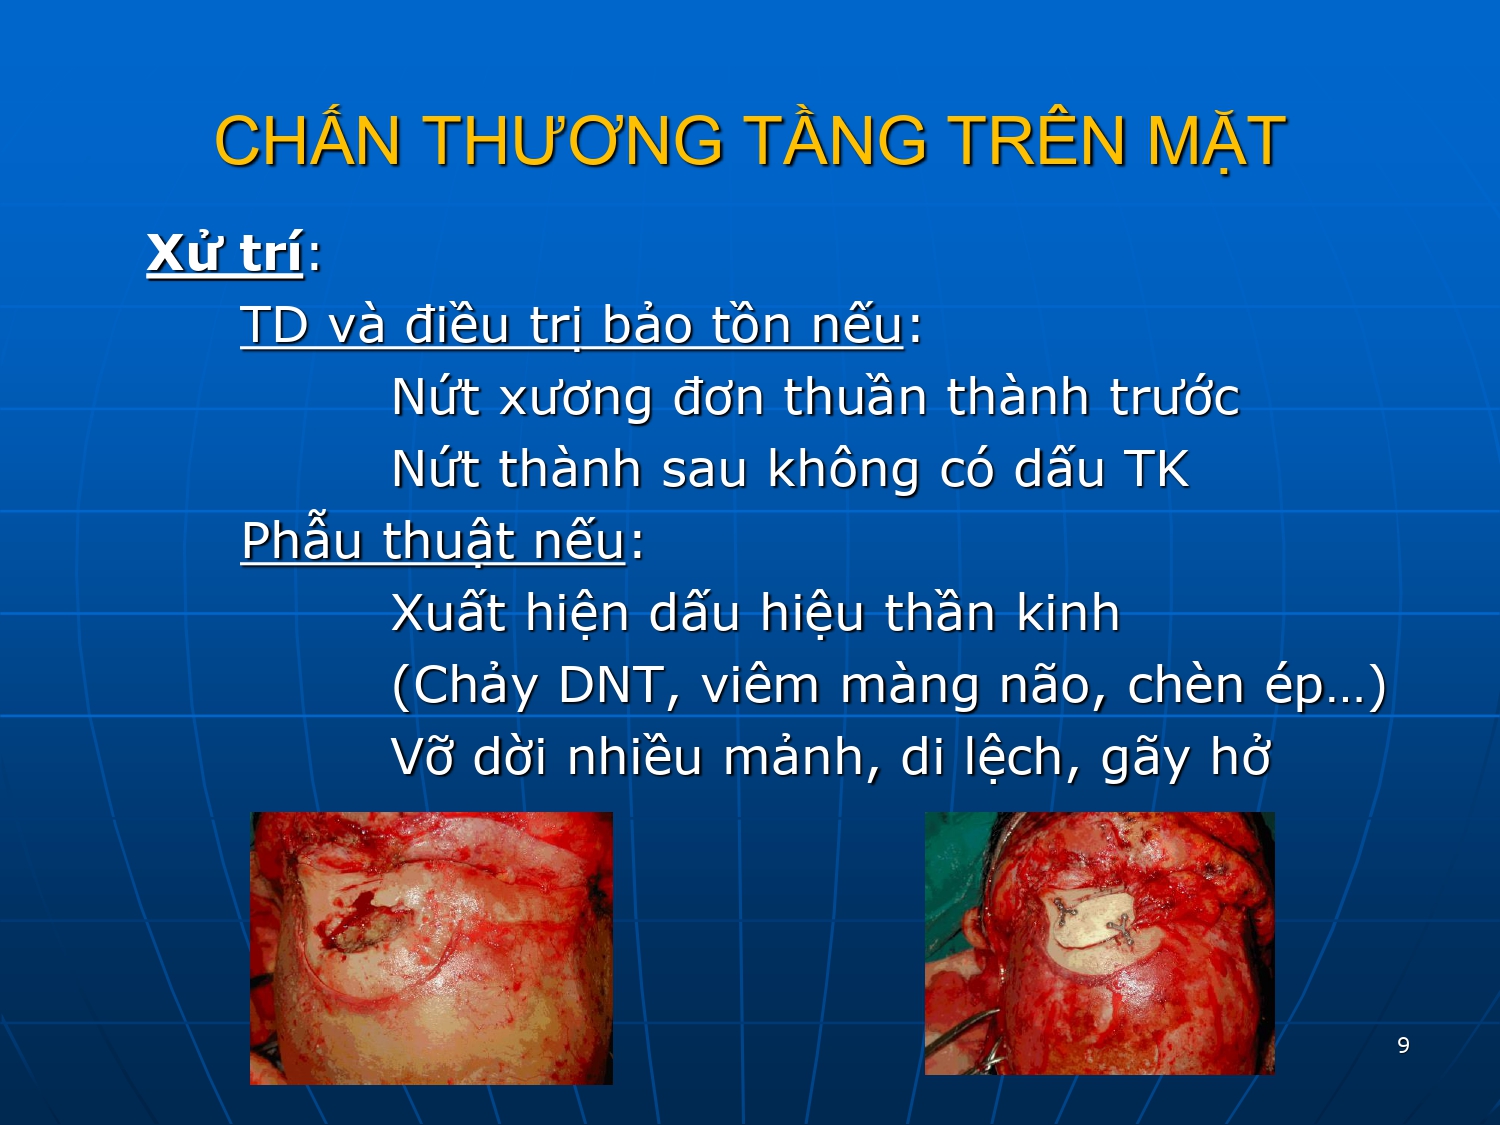 CHẤN THƯƠNG TẦNG TRÊN MẶT
Xử trí:
TD và điều trị bảo tồn nếu:
Nứt xương đơn thuần thành trước
Nứt thành sau không có dấu TK
Phẫu thuật nếu:
Xuất hiện dấu hiệu thần kinh
(Chảy DNT, viêm màng não, chèn ép…)
Vỡ dời nhiều mảnh, di lệch, gãy hở
9